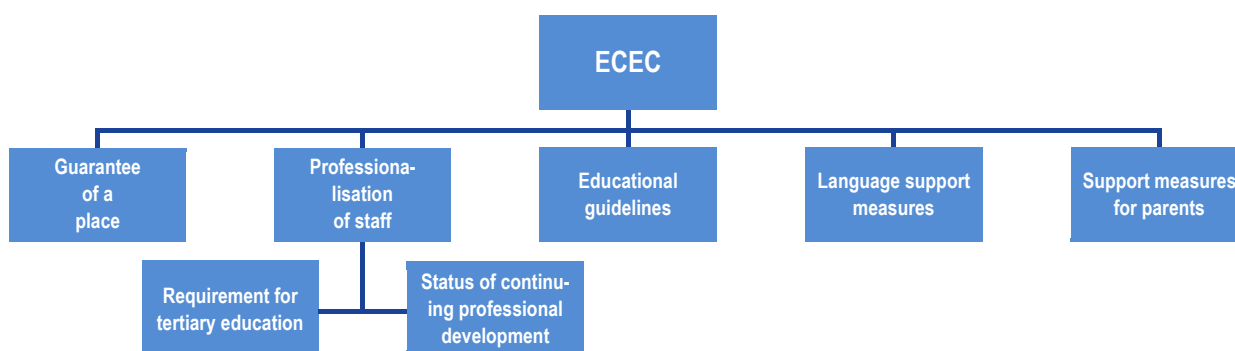 ECEC
Guarantee
of a
place
Professiona-
lisation
of staff
Educational
guidelines
Language support
measures
Support measures
for parents
Requirement for
tertiary education
Status of continu-
ing professional
development